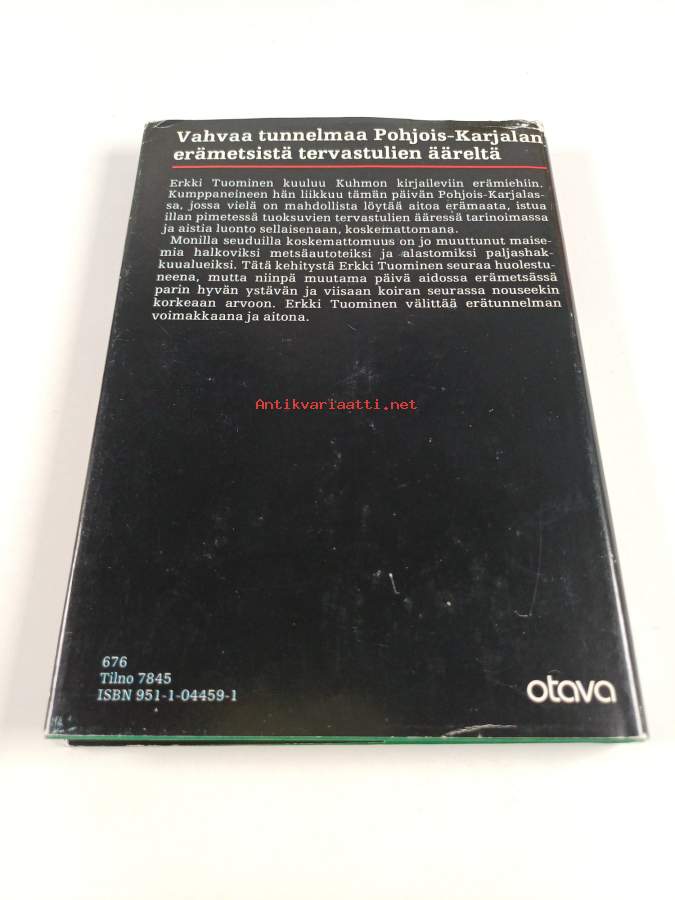 Vahvaa tunnelmaa Pohjois-Karjalan
erämetsistä tervastulien ääreltä
Erkki Tuominen kuuluu Kuhmon kirjaileviin erämiehiin.
Kumppaneineen hän liikkuu tämän päivän Pohjois-Karjalas-
sa, jossa vielä on mahdollista löytää aitoa erämaata, istua
illan pimetessä tuoksuvien tervastulien ääressä tarinoimassa
ja aistia luonto sellaisenaan, koskemattomana.
Monilla seuduilla koskemattomuus on jo muuttunut maise-
mia halkoviksi metsäautoteiksi ja alastomiksi paljashak-
kuualueiksi. Tätä kehitystä Erkki Tuominen seuraa huolestu-
neena, mutta niinpä muutama päivä aidossa erämetsässä
parin hyvän ystävän ja viisaan koiran seurassa nouseekin
korkeaan arvoon. Erkki Tuominen välittää erätunnelman
voimakkaana ja aitona.
Antikvariaatti.net
676
Tilno 7845
ISBN 951-1-04459-1
otava